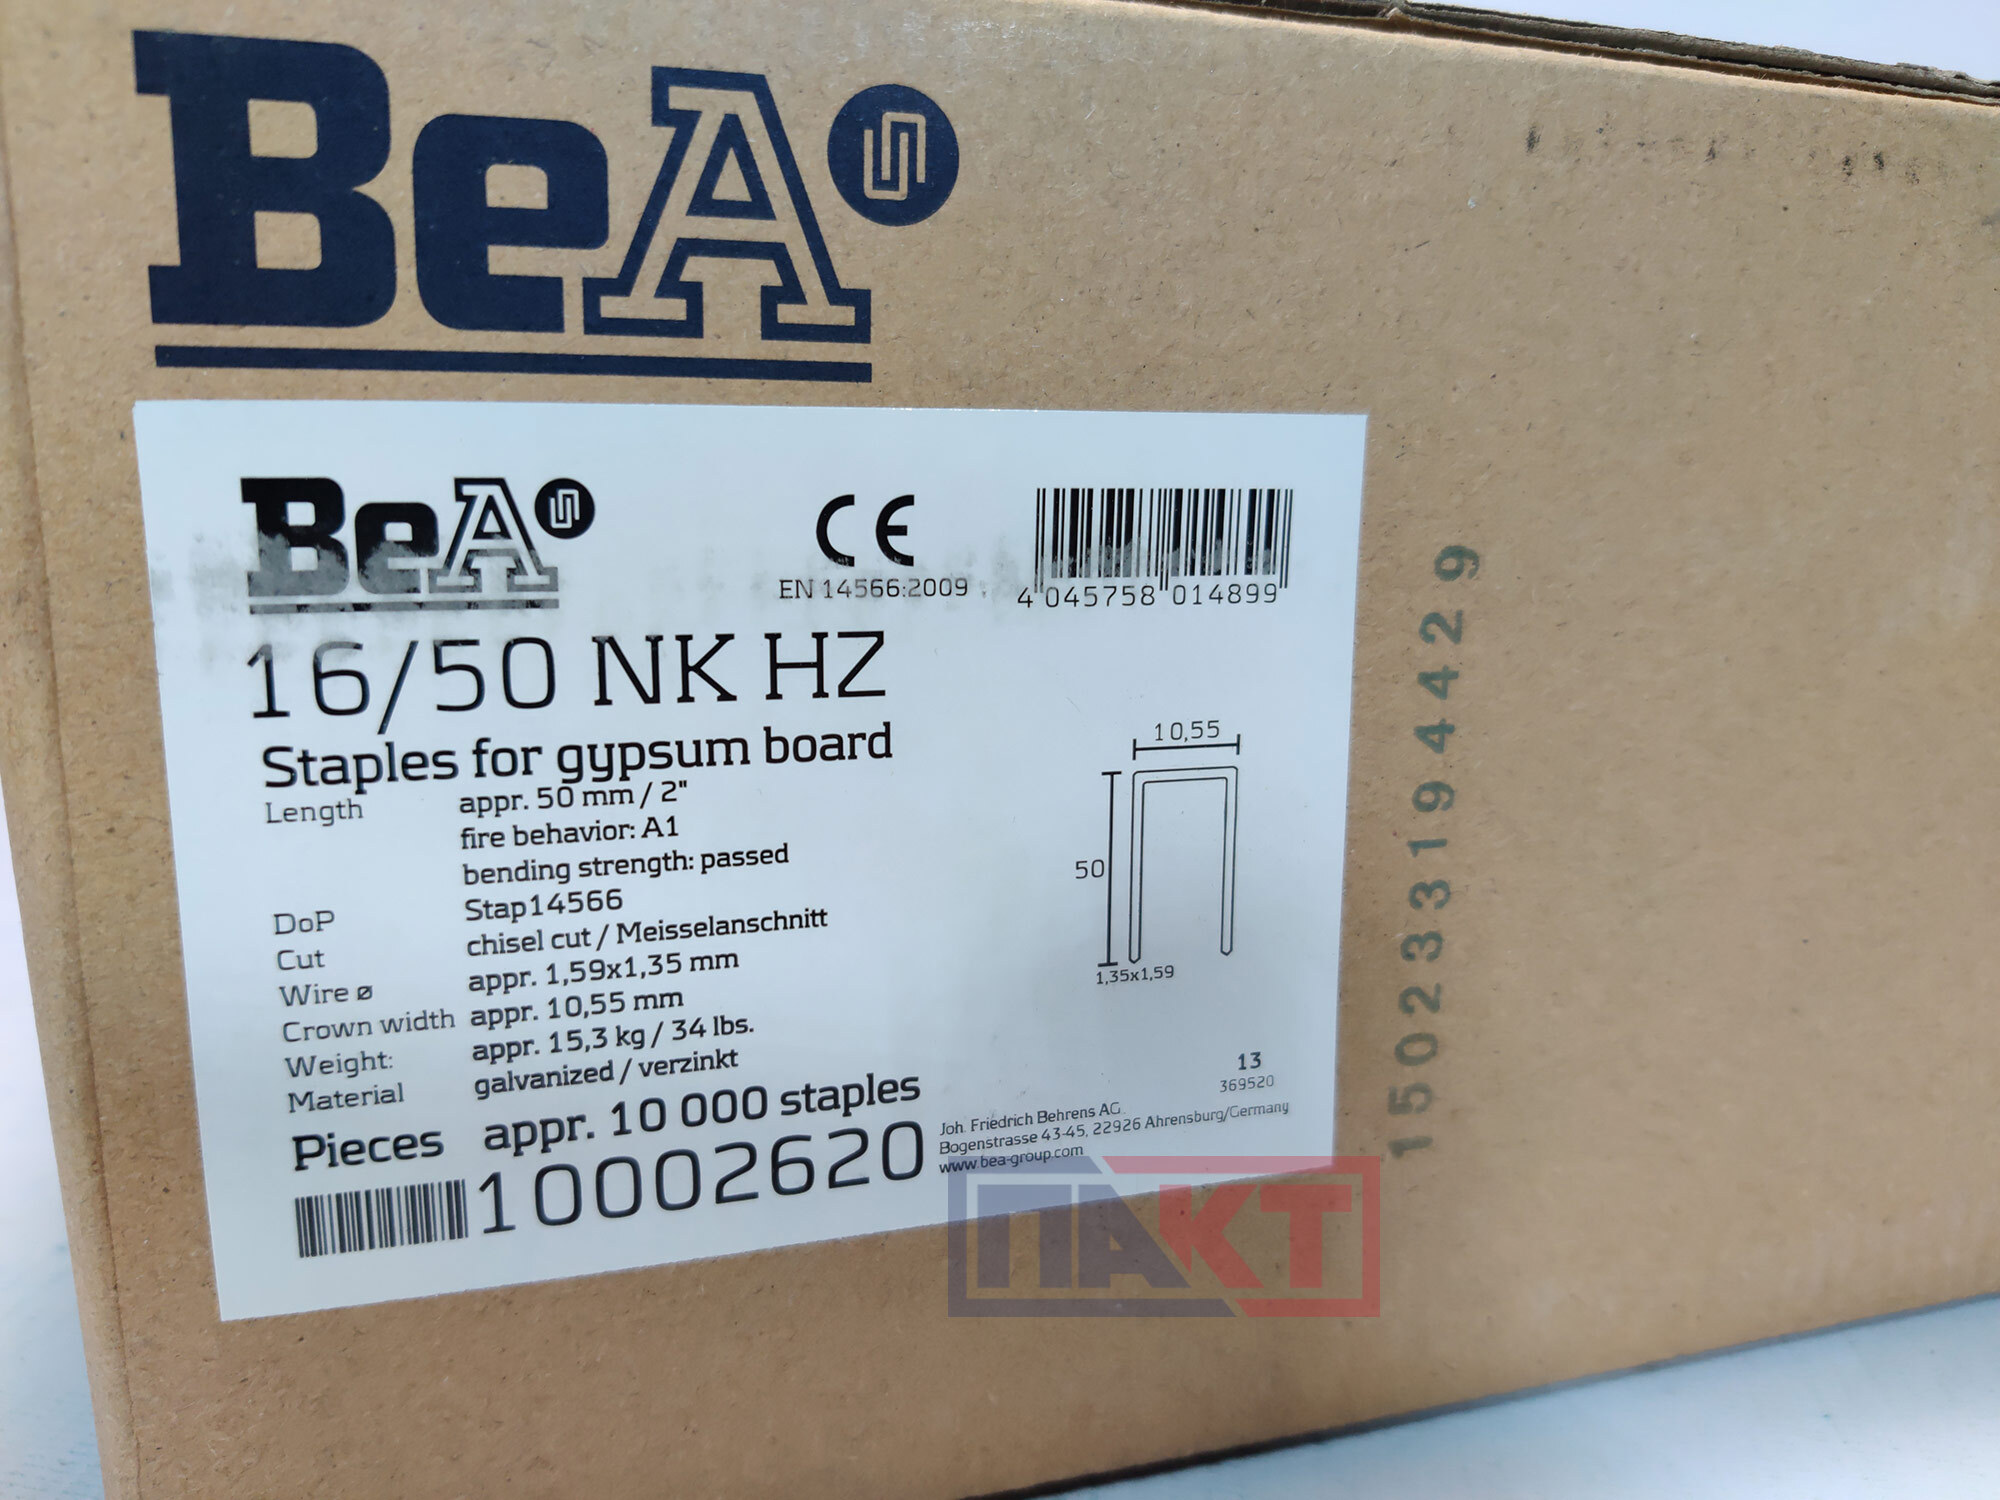 BeA
BeA
CE
EN 14566:2009
4 045758 014899
16/50 NK HZ
Staples for gypsum board
Length appr. 50 mm / 2"
fire behavior: A1
bending strength: passed
DoP Stap14566
Cut chisel cut / Meisselanschnitt
Wire ø appr. 1,59x1,35 mm
Crown width appr. 10,55 mm
Weight: appr. 15,3 kg / 34 lbs.
Material galvanized / verzinkt
Pieces appr. 10 000 staples
10002620
10,55
50
1,35x1,59
13
369520
Joh. Friedrich Behrens AG
Bogenstrasse 43-45, 22926 Ahrensburg/Germany
www.bea-group.com
1502331944429
ПАКТ